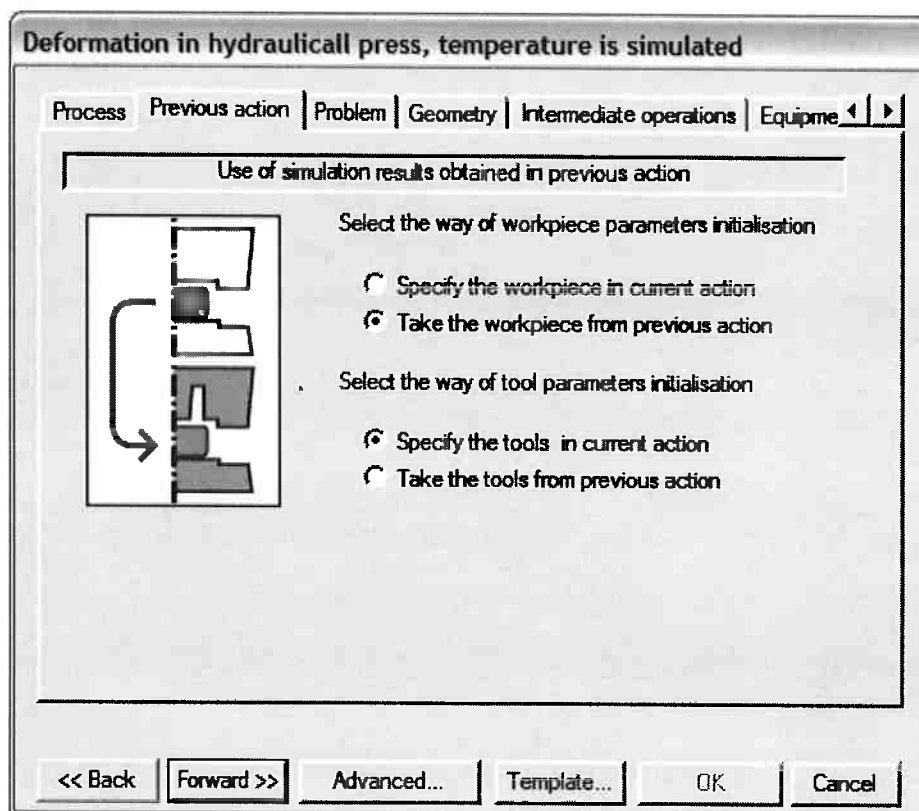 Deformation in hydraulicall press, temperature is simulated
Process Previous action Problem Geometry Intermediate operations Equipme
Use of simulation results obtained in previous action
Select the way of workpiece parameters initialisation
Specify the workpiece in current action
Take the workpiece from previous action
Select the way of tool parameters initialisation
Specify the tools in current action
Take the tools from previous action
<< Back Forward >> Advanced... Template... OK Cancel